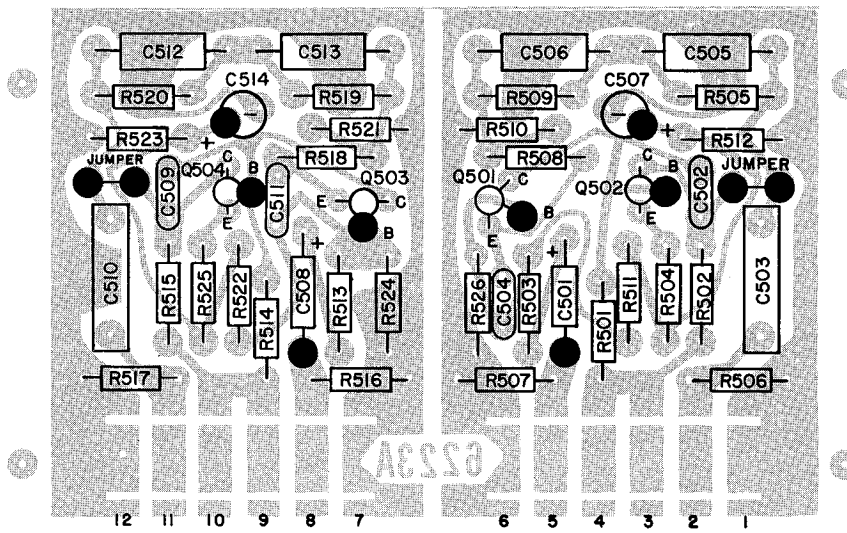 C512 C513 C506 C505
C514 C507
R520 R519 R509 R505
- -
+ +
R523 R521 R510 R512
R518 R508
JUMPER JUMPER
C509 Q504 C B C511 Q503 Q501 C Q502 C B C502
E C E
E B E B E
C510 R515 R525 R522 R514 + C508 R513 R524 R526 C504 R503 + C501 R501 R511 R504 R502 C503
R517 R516 R507 R506
6223A
12 11 10 9 8 7 6 5 4 3 2 1